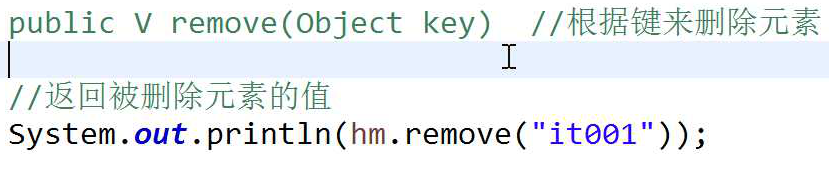 public V remove(Object key)  //根据键来删除元素
//返回被删除元素的值
System.out.println(hm.remove("it001"));